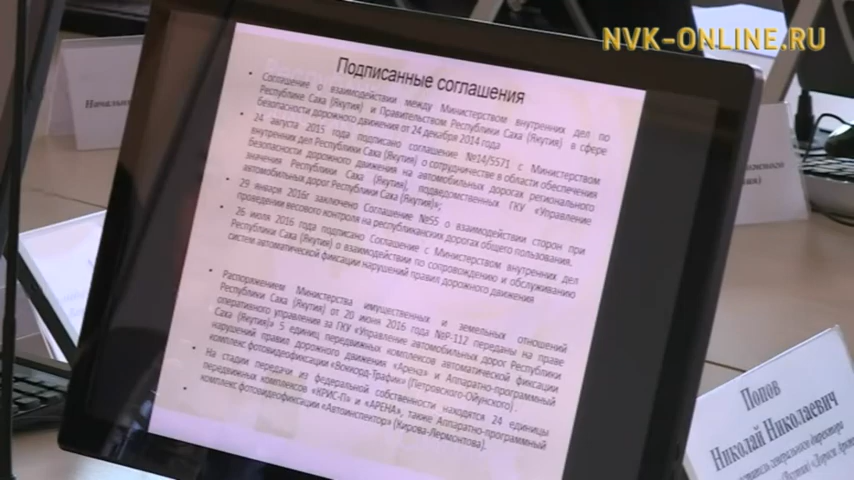 NVK-ONLINE.RU
Подписанные соглашения
• Соглашение о взаимодействии между Министерством внутренних дел по
Республике Саха (Якутия) и Правительством Республики Саха (Якутия) в сфере
безопасности дорожного движения от 24 декабря 2014 года
• 24 августа 2015 года подписано соглашение №14/5571 с Министерством
внутренних дел Республики Саха (Якутия) о сотрудничестве в области обеспечения
безопасности дорожного движения на автомобильных дорогах регионального
значения Республики Саха (Якутия), подведомственных ГКУ «Управление
автомобильных дорог Республики Саха (Якутия)»;
• 29 января 2016г заключено Соглашение №55 о взаимодействии сторон при
проведении весового контроля на республиканских дорогах общего пользования.
• 26 июля 2016 года подписано Соглашение с Министерством внутренних дел
Республики Саха (Якутия) о взаимодействии по сопровождению и обслуживанию
систем автоматической фиксации нарушений правил дорожного движения
• Распоряжением Министерства имущественных и земельных отношений
Республики Саха (Якутия) от 20 июня 2016 года №Р-112 переданы на праве
оперативного управления за ГКУ «Управление автомобильных дорог Республики
Саха (Якутия)» 5 единиц передвижных комплексов автоматической фиксации
нарушений правил дорожного движения «Арена» и Аппаратно-программный
комплекс фотовидеофиксации «Воккорд-Трафик» (Петровского-Ойунского).
• На стадии передачи из федеральной собственности находятся 24 единицы
передвижных комплексов «КРИС-П» и «АРЕНА», также Аппаратно-программный
комплекс фотовидеофиксации «Автоинспектор» (Кирова-Лермонтова).
Попов
Николай Николаевич
генерального директора